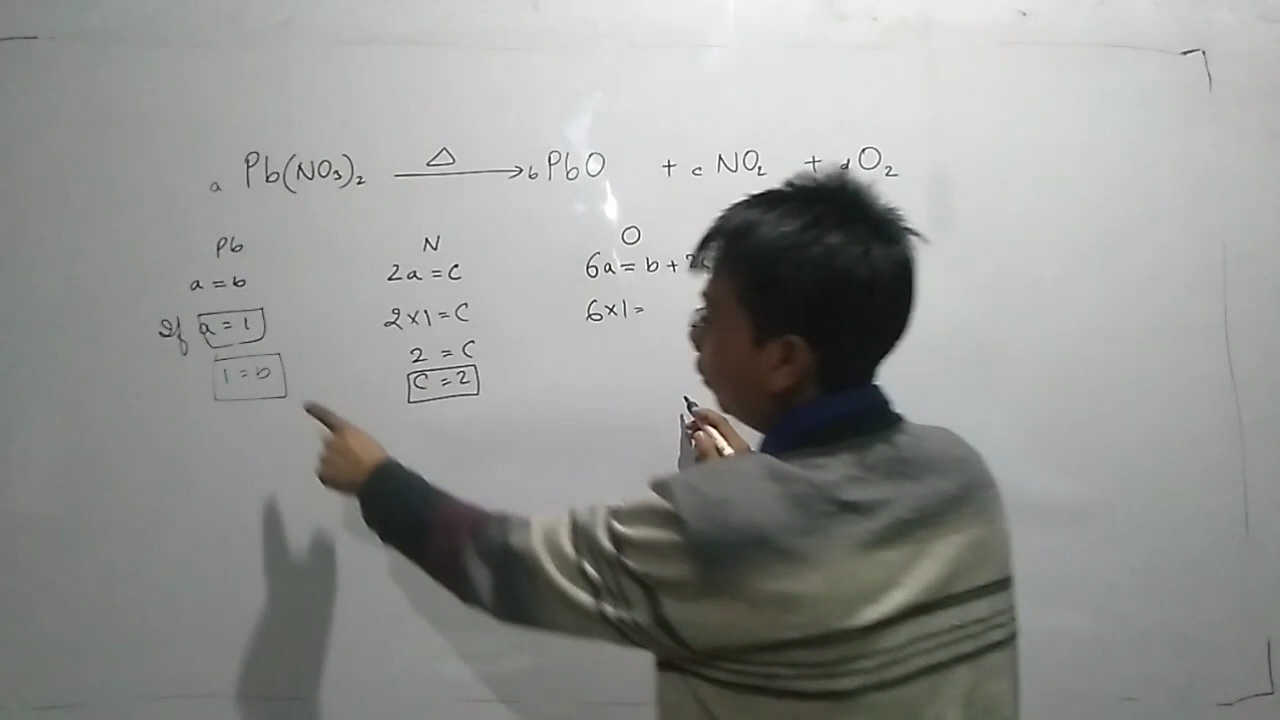 a Pb(NO₃)₂ —△→ b PbO + c NO₂ + d O₂
Pb
a = b
If a = 1
1 = b
N
2a = C
2×1 = C
2 = C
C = 2
O
6a = b + 2c
6×1 =